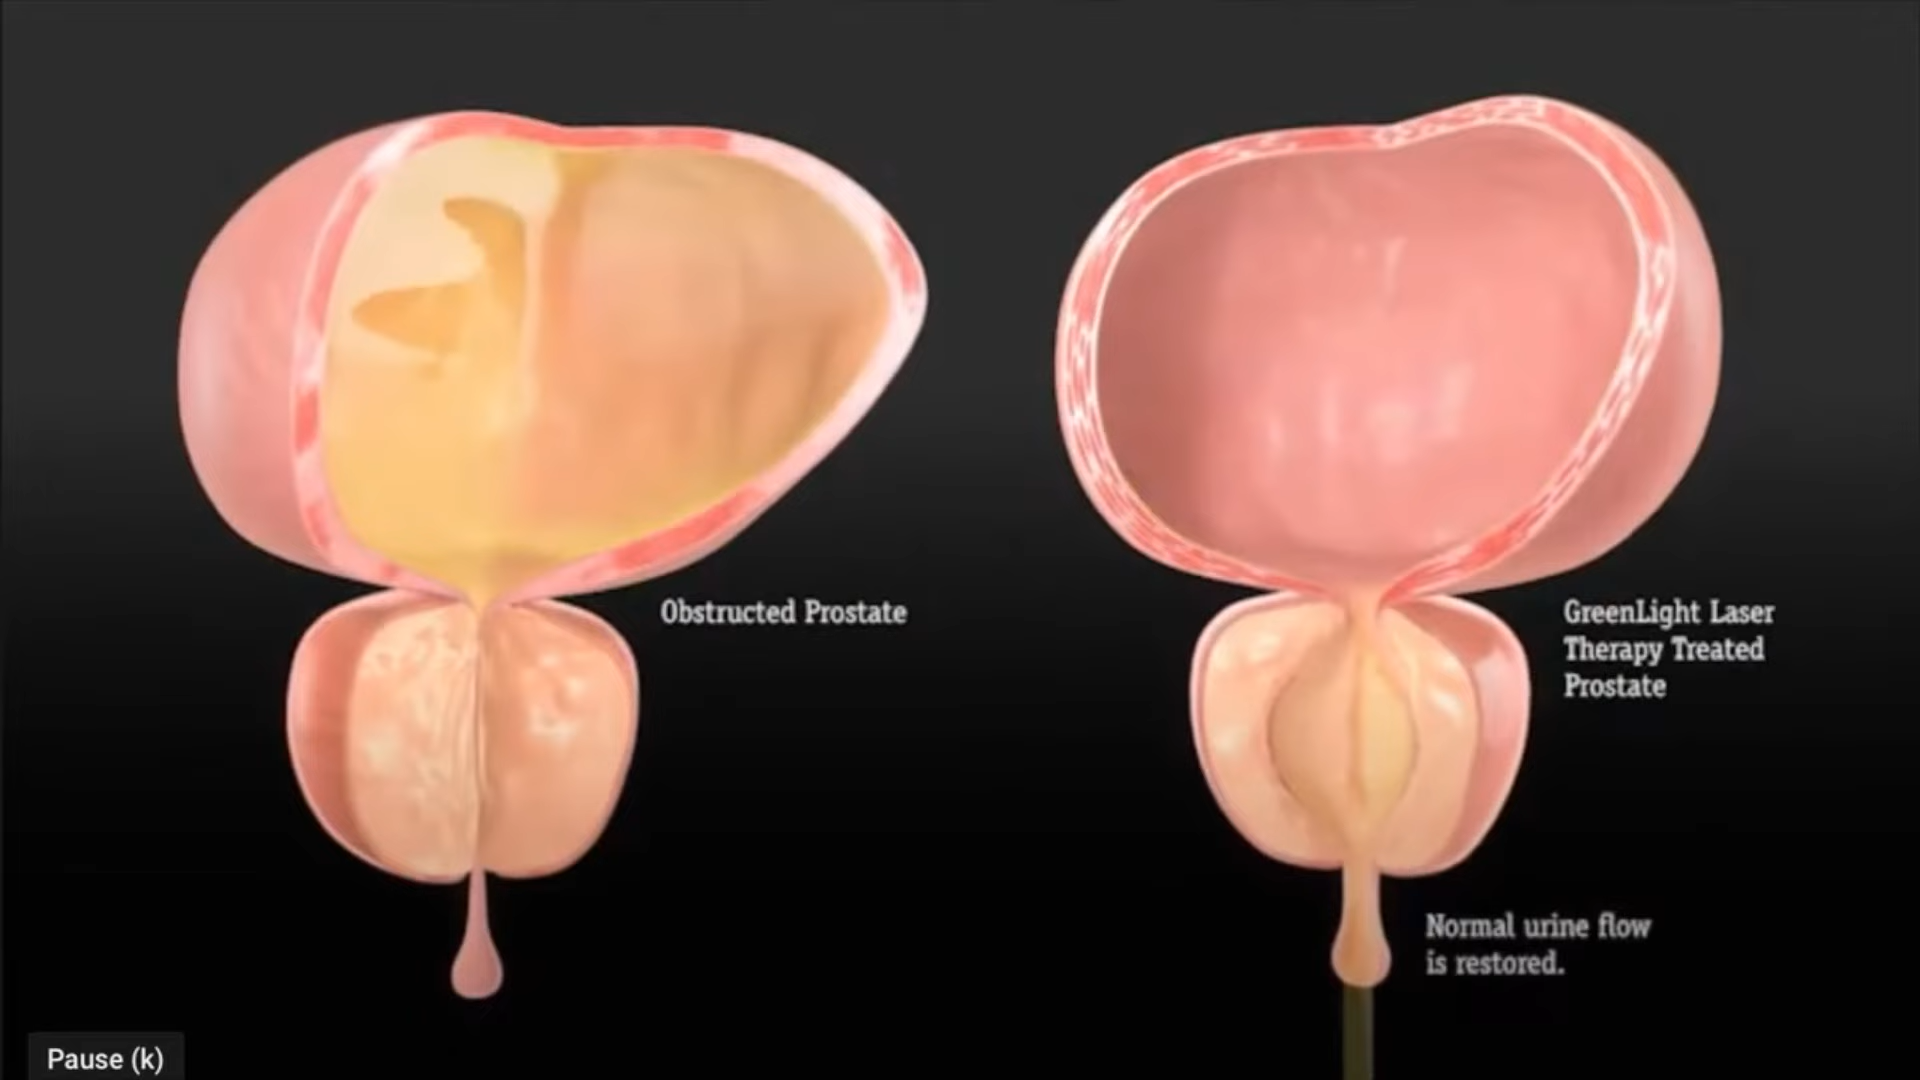 Obstructed Prostate
GreenLight Laser
Therapy Treated
Prostate
Normal urine flow
is restored.
Pause (k)